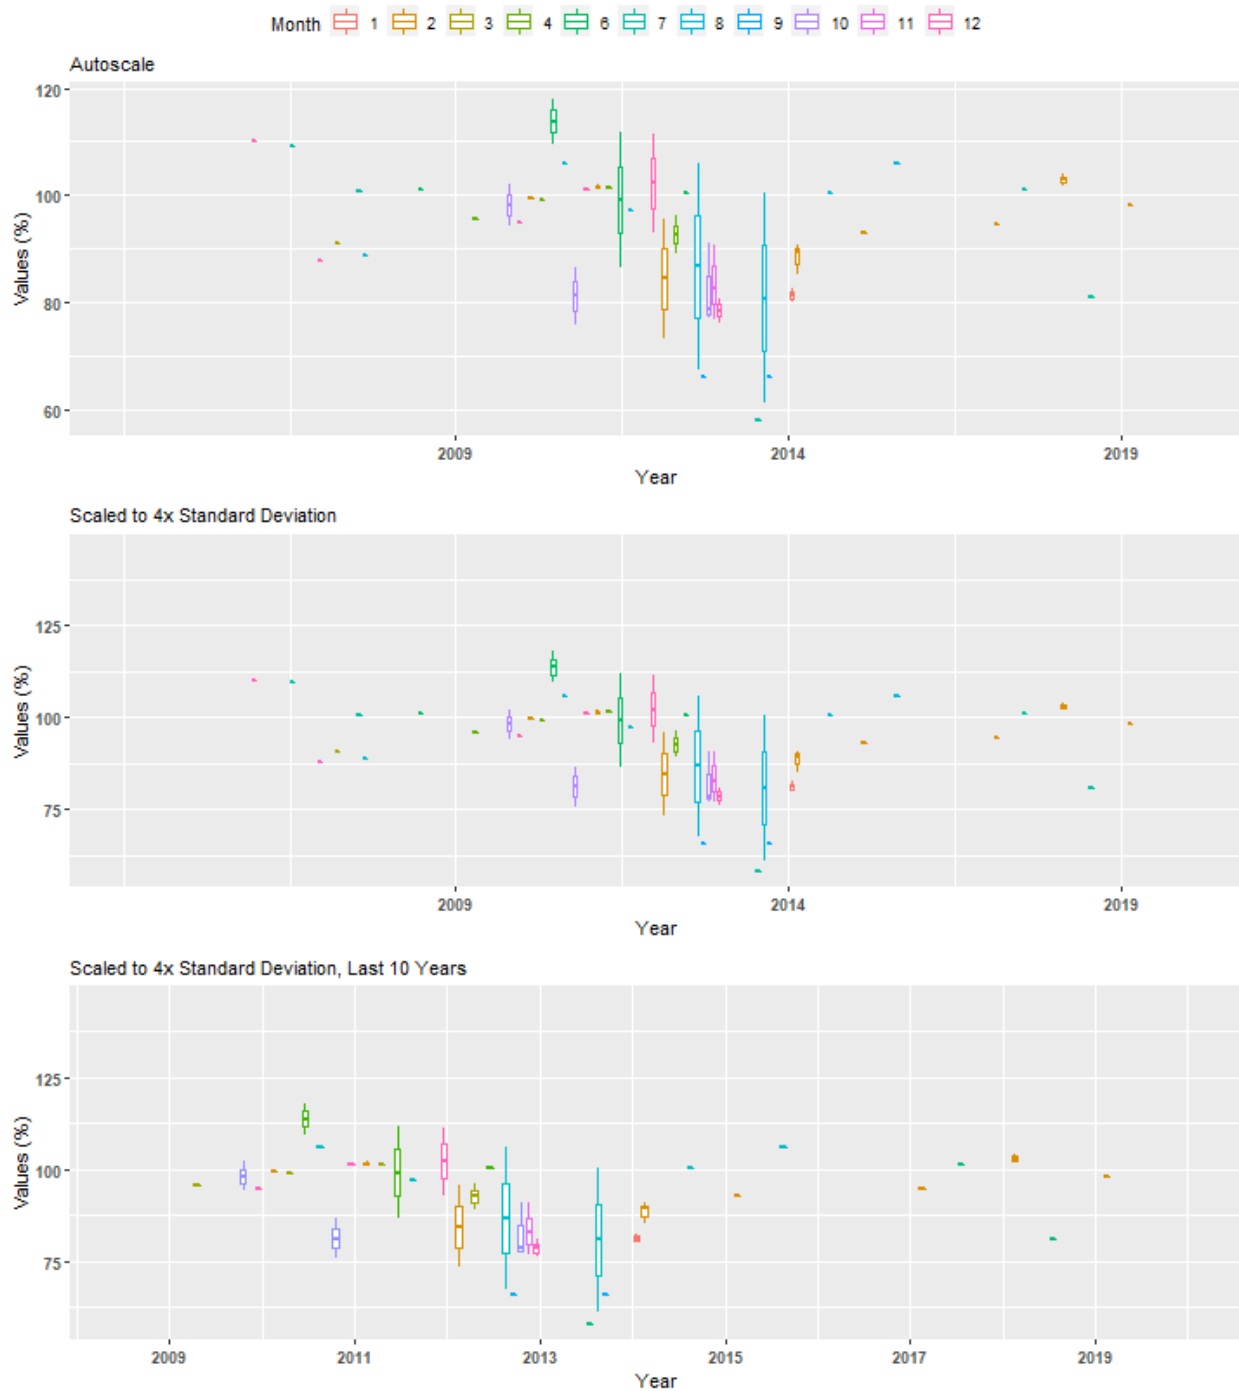 Month 1 2 3 4 6 7 8 9 10 11 12
Autoscale
120
100
80
60
Values (%)
2009 2014 2019
Year
Scaled to 4x Standard Deviation
125
100
75
Values (%)
2009 2014 2019
Year
Scaled to 4x Standard Deviation, Last 10 Years
125
100
75
Values (%)
2009 2011 2013 2015 2017 2019
Year